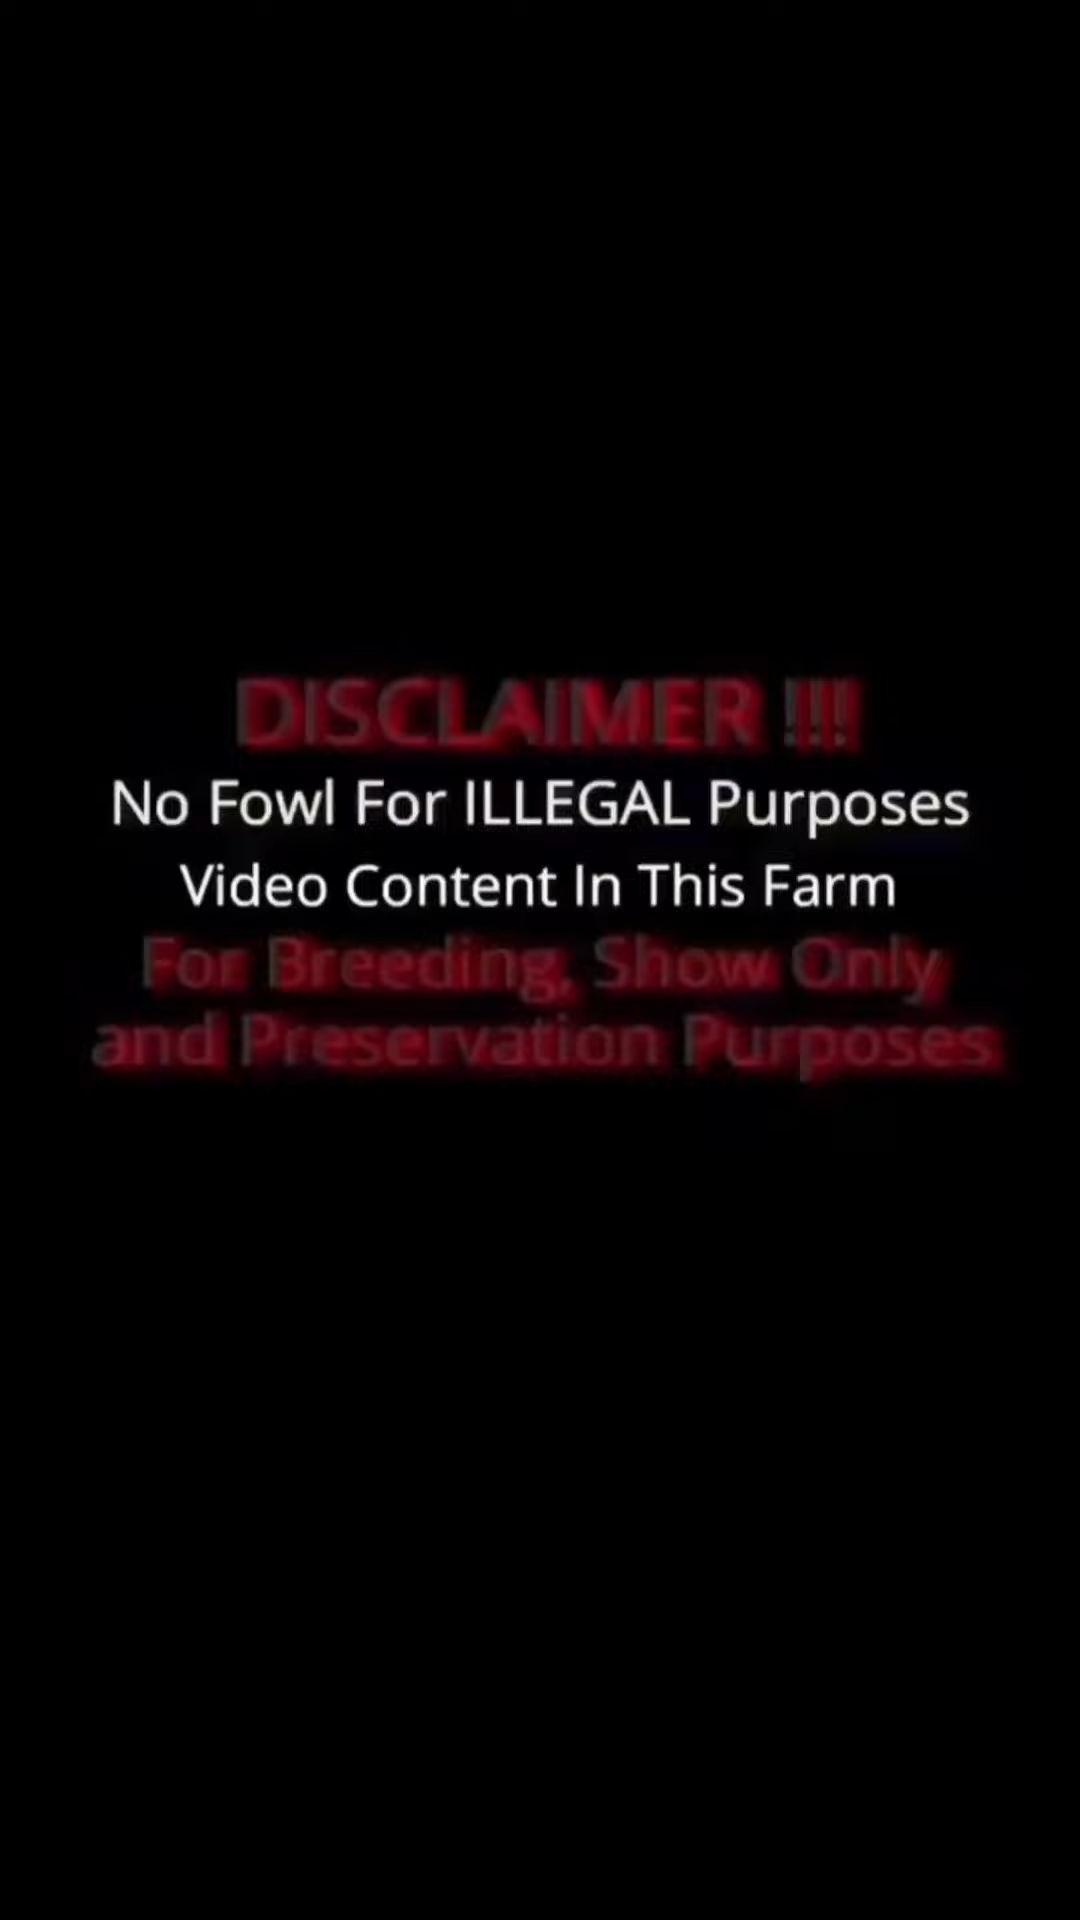 DISCLAIMER !!!
No Fowl For ILLEGAL Purposes
Video Content In This Farm
For Breeding, Show Only
and Preservation Purposes